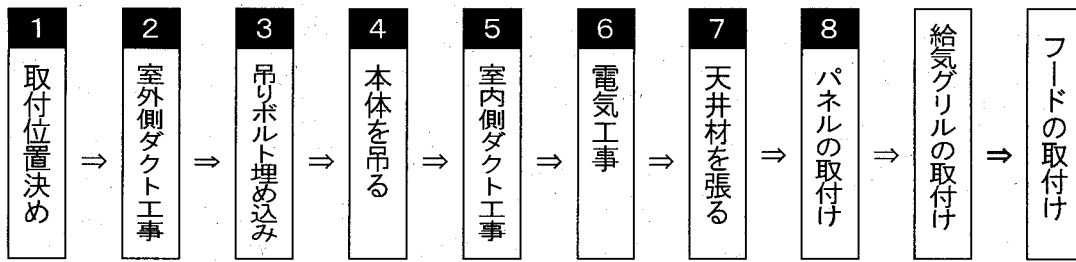 1
取付位置決め
⇒
2
室外側ダクト工事
⇒
3
吊りボルト埋め込み
⇒
4
本体を吊る
⇒
5
室内側ダクト工事
⇒
6
電気工事
⇒
7
天井材を張る
⇒
8
パネルの取付け
⇒
給気グリルの取付け
⇒
フードの取付け